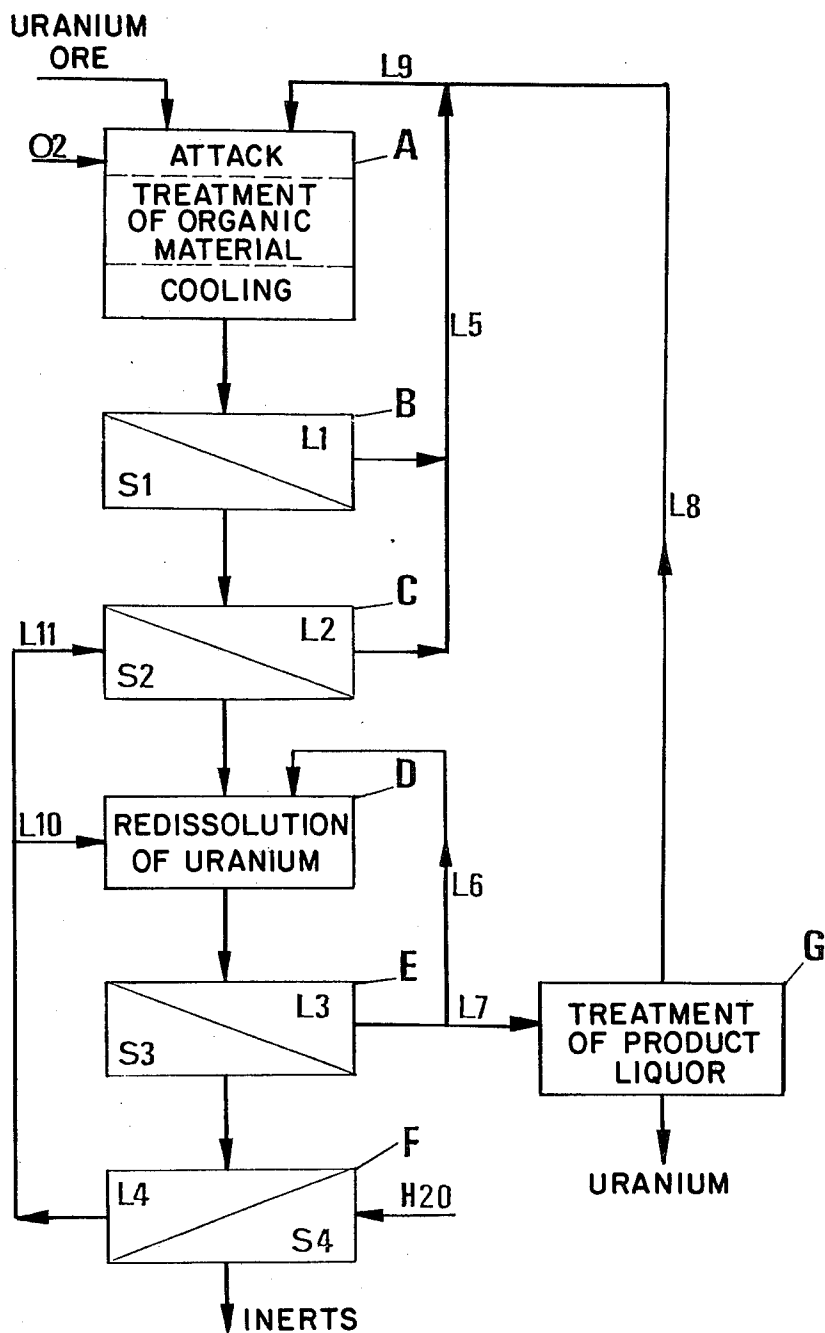 URANIUM
ORE
L9
O2
ATTACK
A
TREATMENT
OF ORGANIC
MATERIAL
COOLING
L5
B
L1
S1
L8
C
L11
L2
S2
D
L10
REDISSOLUTION
OF URANIUM
L6
E
G
L3
L7
S3
TREATMENT
OF PRODUCT
LIQUOR
F
L4
H20
URANIUM
S4
INERTS